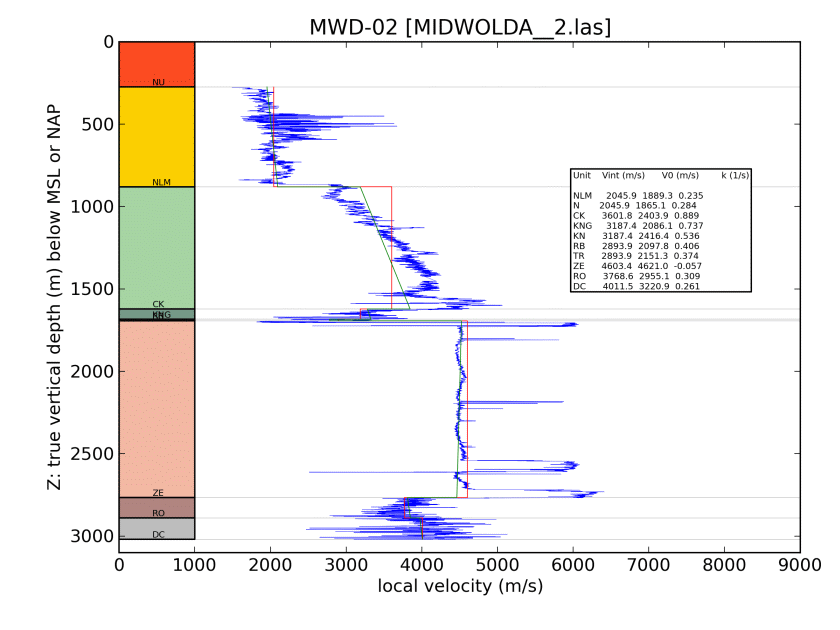 MWD-02 [MIDWOLDA__2.las]
0
500
1000
1500
2000
2500
3000
Z: true vertical depth (m) below MSL or NAP
NU
NLM
CK
KNG
ZE
RO
DC
Unit Vint (m/s) V0 (m/s) k (1/s)
NLM 2045.9 1889.3 0.235
N 2045.9 1865.1 0.284
CK 3601.8 2403.9 0.889
KNG 3187.4 2086.1 0.737
KN 3187.4 2416.4 0.536
RB 2893.9 2097.8 0.406
TR 2893.9 2151.3 0.374
ZE 4603.4 4621.0 -0.057
RO 3768.6 2955.1 0.309
DC 4011.5 3220.9 0.261
0 1000 2000 3000 4000 5000 6000 7000 8000 9000
local velocity (m/s)